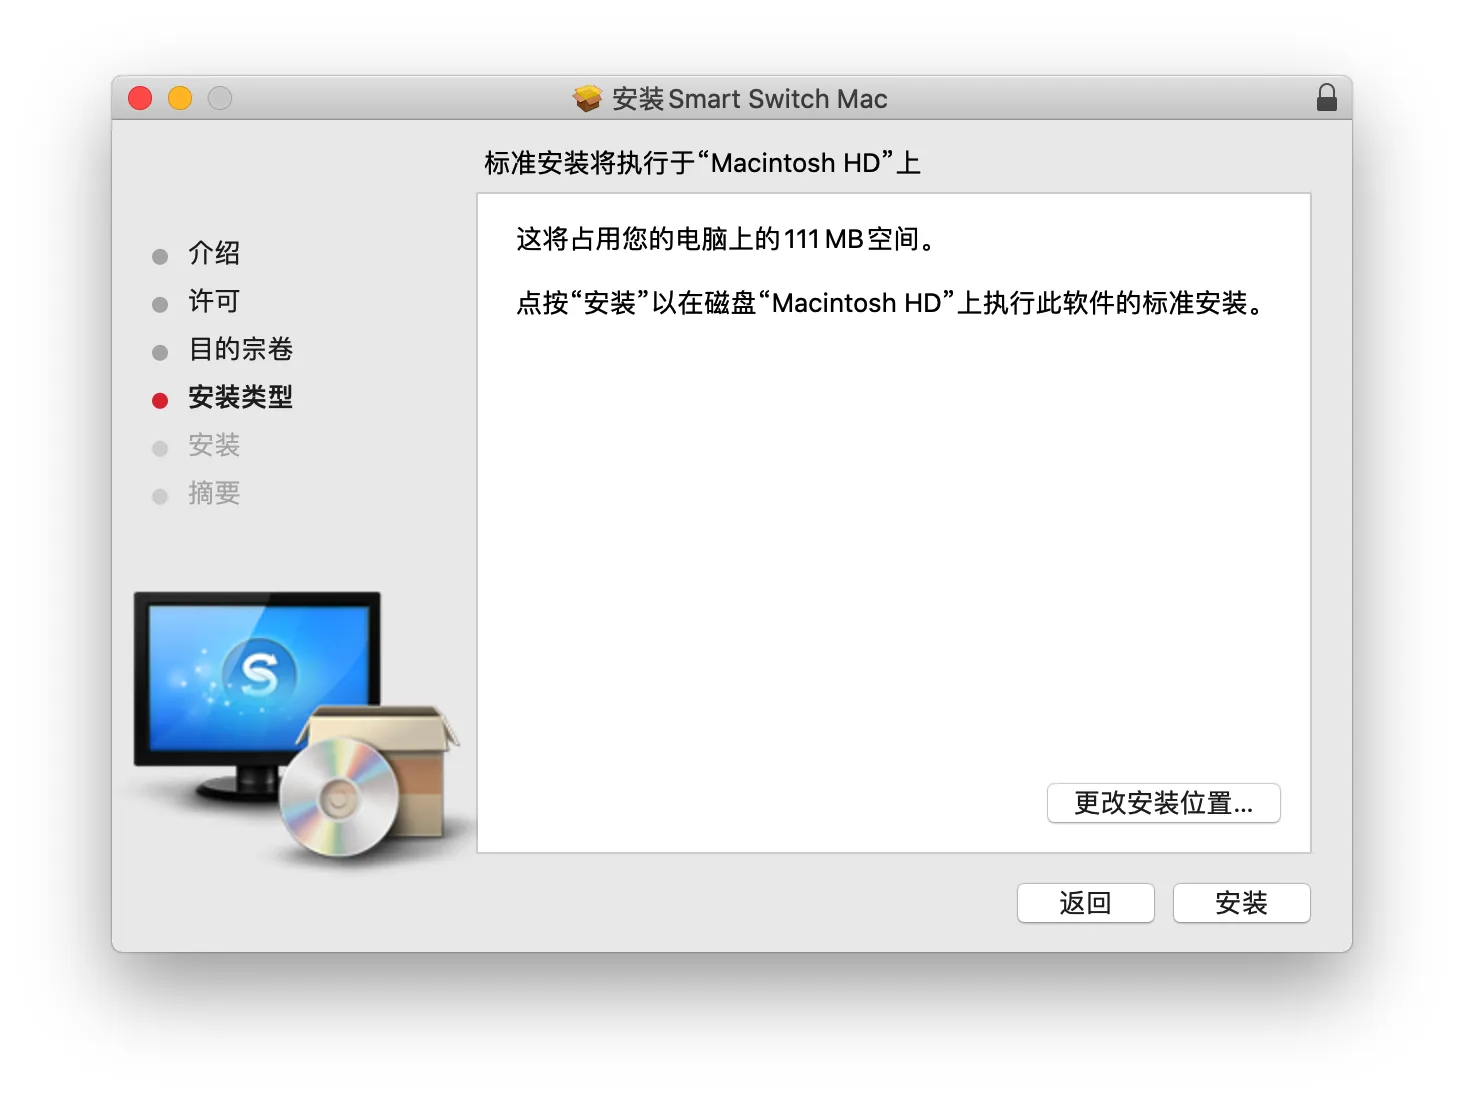 安装Smart Switch Mac
标准安装将执行于“Macintosh HD”上
介绍
许可
目的宗卷
安装类型
安装
摘要
这将占用您的电脑上的111 MB空间。
点按“安装”以在磁盘“Macintosh HD”上执行此软件的标准安装。
更改安装位置...
返回
安装